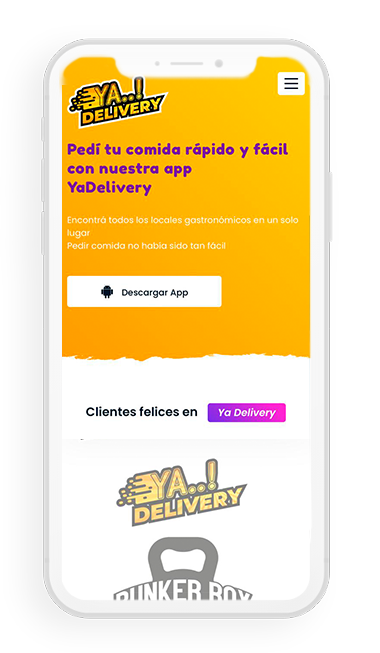 YA..!
DELIVERY
Pedí tu comida rápido y fácil
con nuestra app
YaDelivery
Encontrá todos los locales gastronómicos en un solo
lugar
Pedir comida no había sido tan fácil
Descargar App
Clientes felices en Ya Delivery
YA..!
DELIVERY
BUNKER BOX